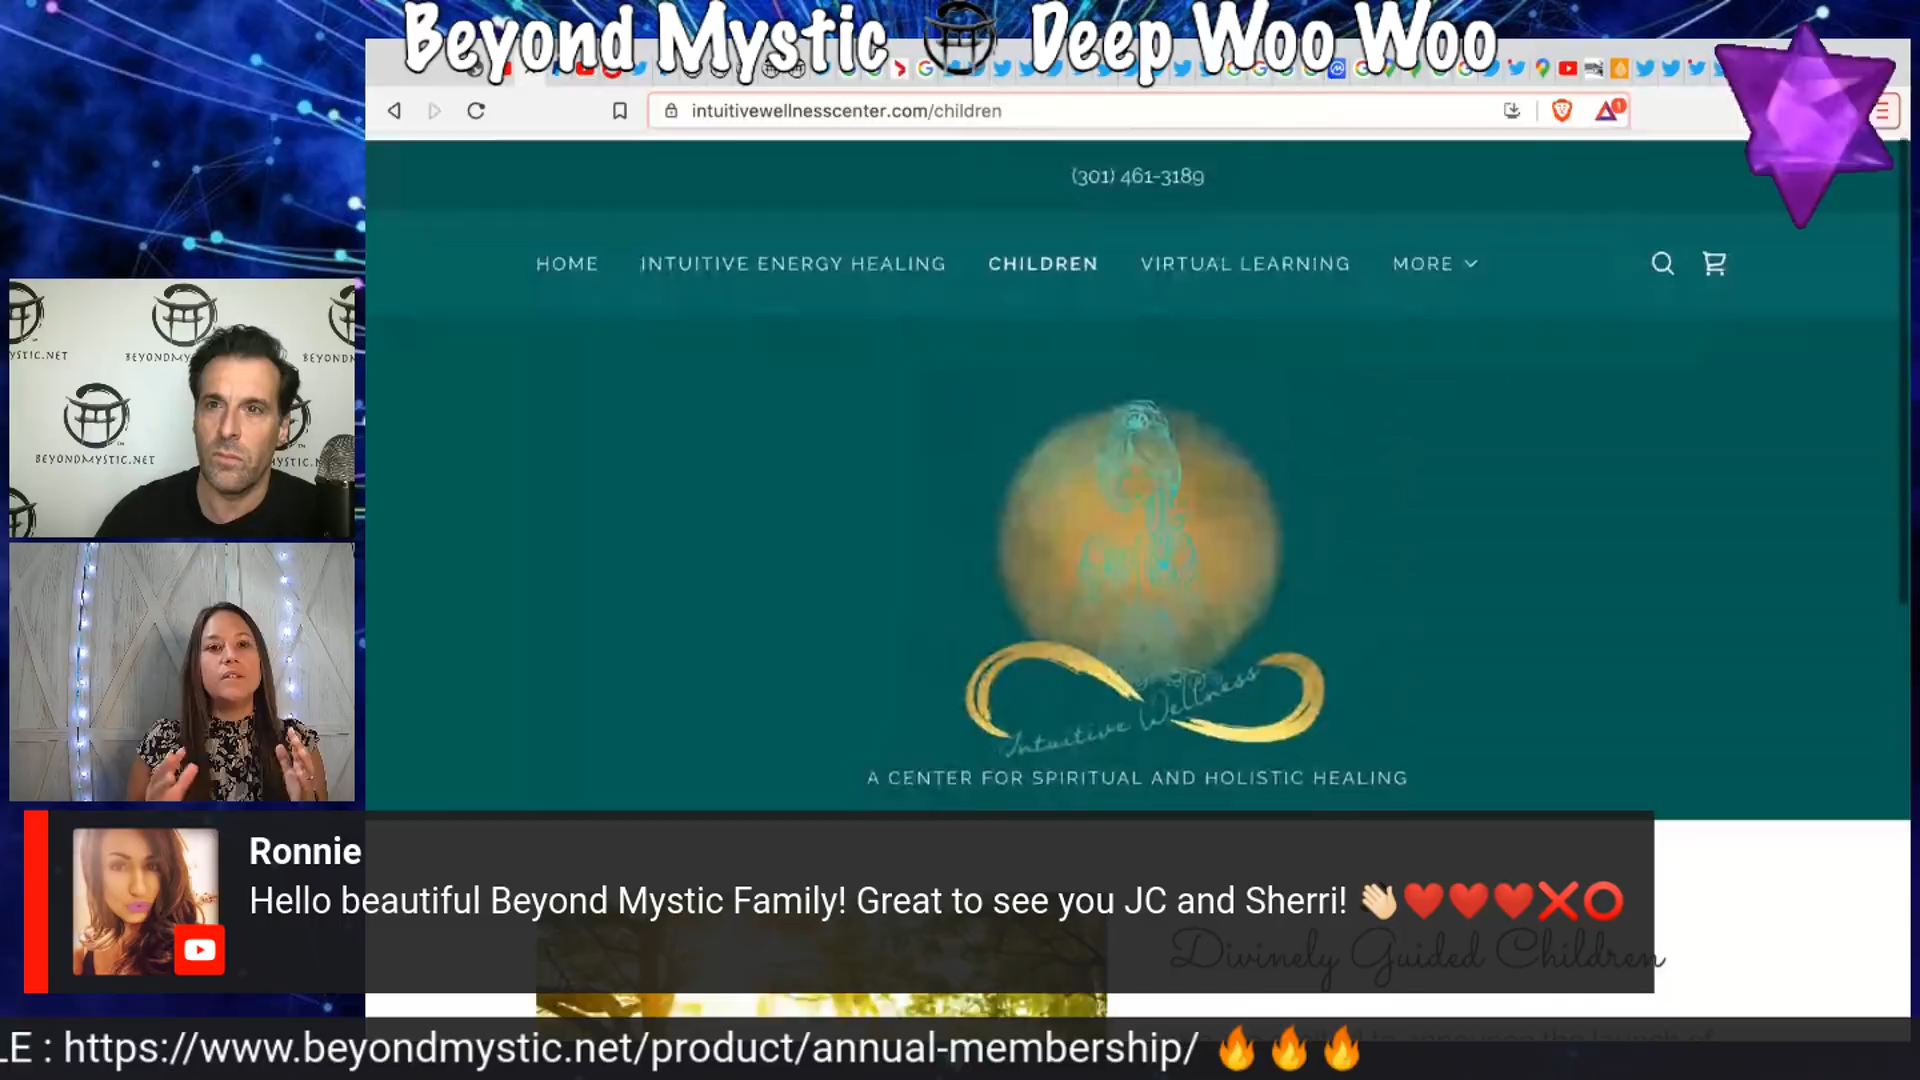 Beyond Mystic Deep Woo Woo
intuitivewellnesscenter.com/children
(301) 461-3189
HOME INTUITIVE ENERGY HEALING CHILDREN VIRTUAL LEARNING MORE
BEYONDMYSTIC.NET
Intuitive Wellness
A CENTER FOR SPIRITUAL AND HOLISTIC HEALING
Ronnie
Hello beautiful Beyond Mystic Family! Great to see you JC and Sherri! 👋🏻❤️❤️❤️❌⭕
Divinely Guided Children
LE : https://www.beyondmystic.net/product/annual-membership/ 🔥🔥🔥